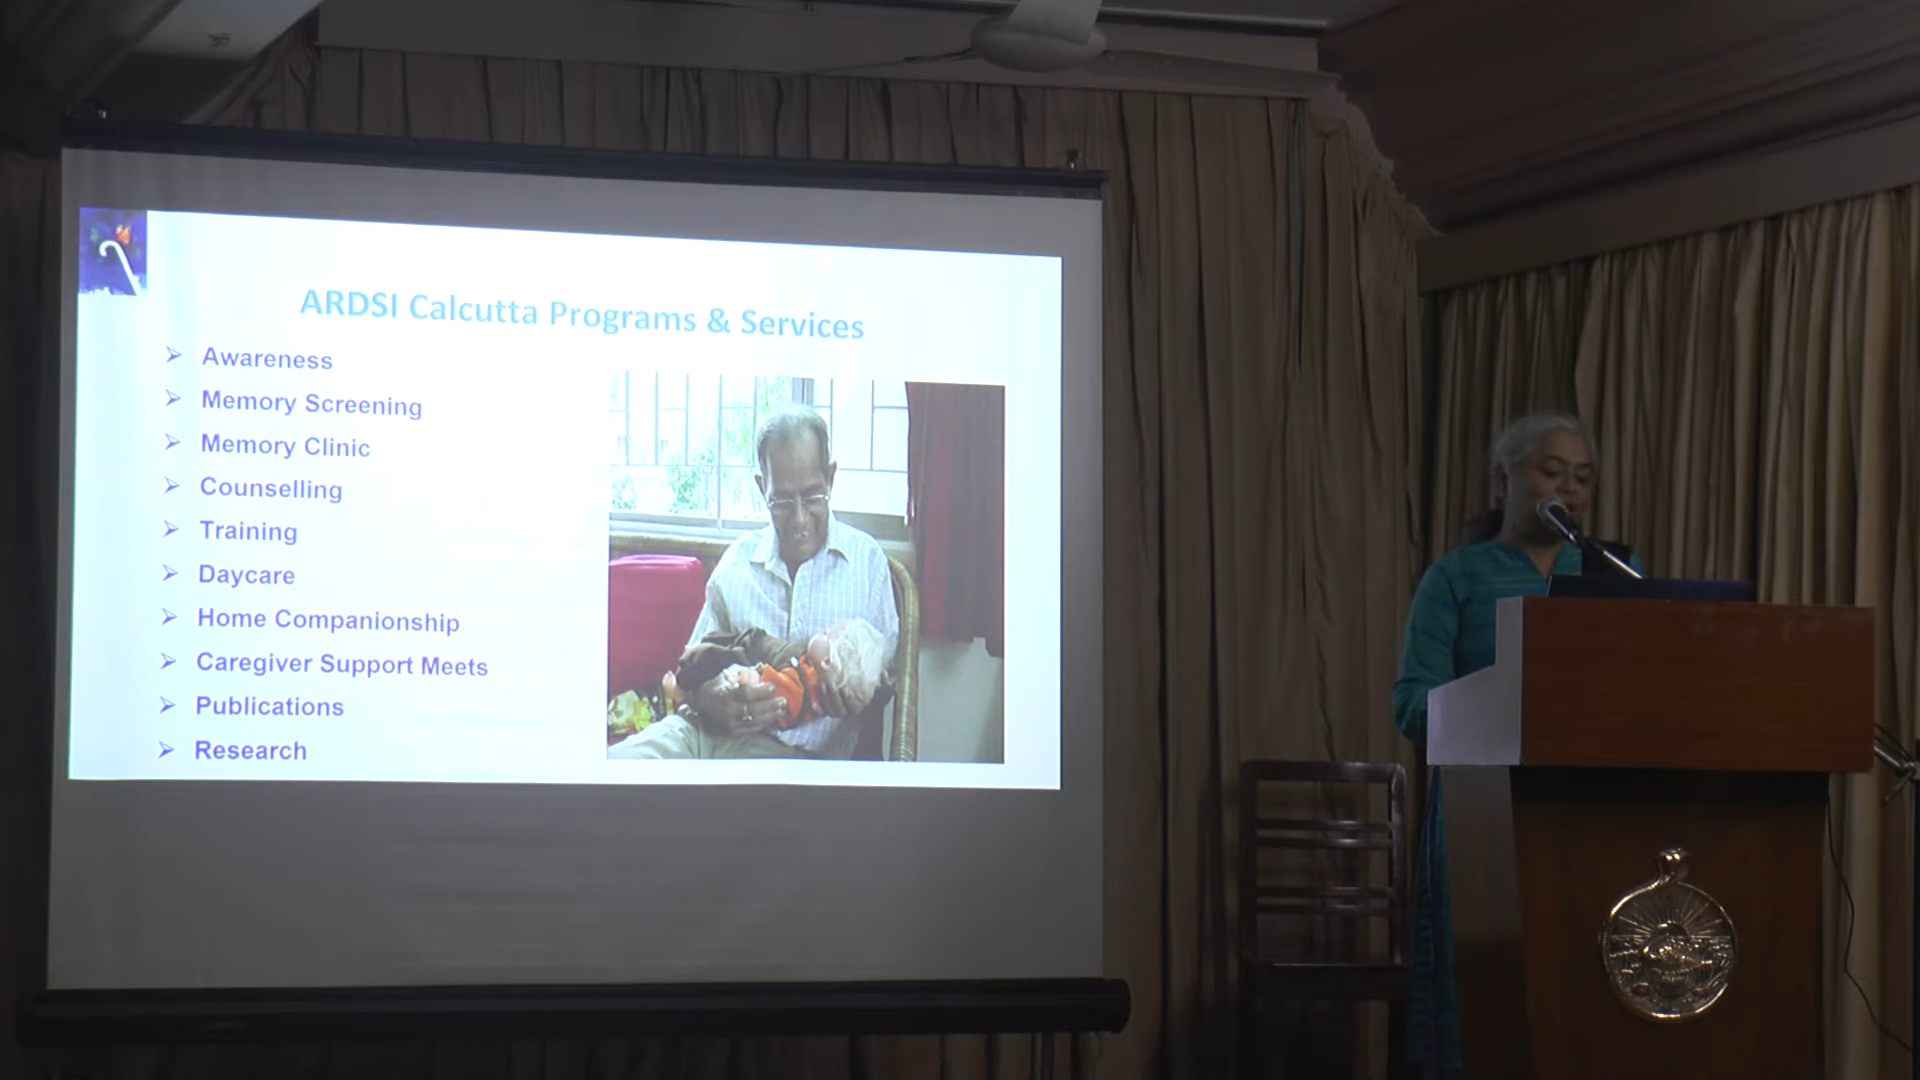 ARDSI Calcutta Programs & Services
Awareness
Memory Screening
Memory Clinic
Counselling
Training
Daycare
Home Companionship
Caregiver Support Meets
Publications
Research